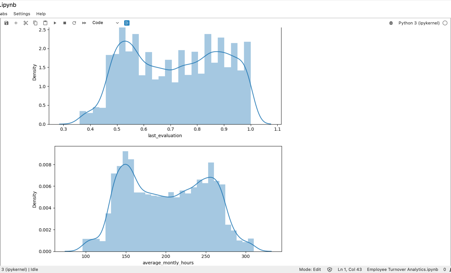 .ipynb
abs Settings Help
Code
Python 3 (ipykernel)
2.5
2.0
1.5
1.0
0.5
0.0
Density
0.3 0.4 0.5 0.6 0.7 0.8 0.9 1.0 1.1
last_evaluation
0.008
0.006
0.004
0.002
0.000
Density
100 150 200 250 300
average_montly_hours
3 (ipykernel) | Idle
Mode: Edit
Ln 1, Col 43
Employee Turnover Analytics.ipynb
0